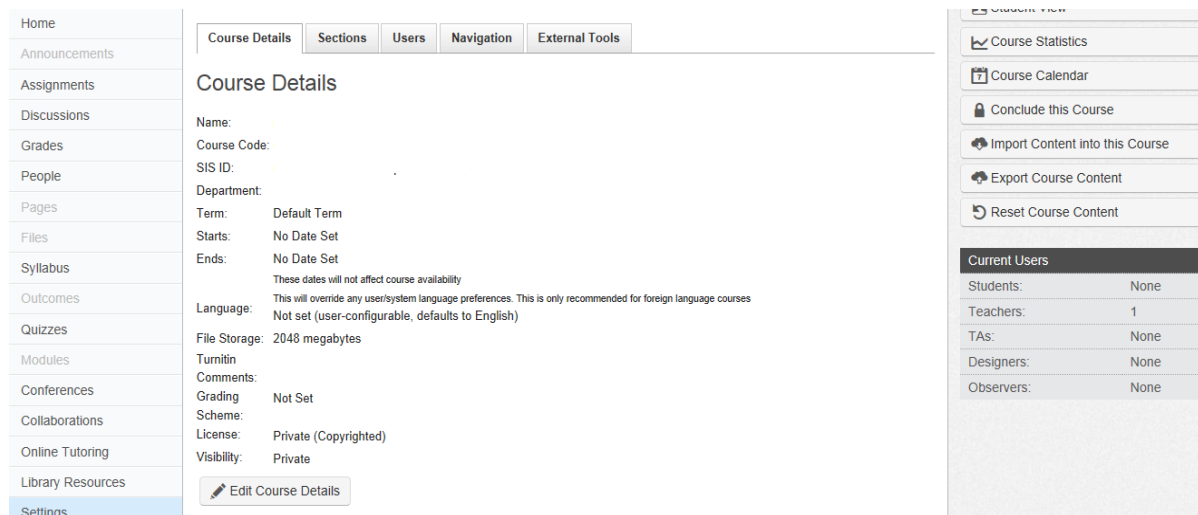 Home
Announcements
Assignments
Discussions
Grades
People
Pages
Files
Syllabus
Outcomes
Quizzes
Modules
Conferences
Collaborations
Online Tutoring
Library Resources
Settings
Course Details Sections Users Navigation External Tools
Course Details
Name:
Course Code:
SIS ID:
Department:
Term: Default Term
Starts: No Date Set
Ends: No Date Set
These dates will not affect course availability
This will override any user/system language preferences. This is only recommended for foreign language courses
Language: Not set (user-configurable, defaults to English)
File Storage: 2048 megabytes
Turnitin
Comments:
Grading Not Set
Scheme:
License: Private (Copyrighted)
Visibility: Private
Edit Course Details
Student View
Course Statistics
7 Course Calendar
Conclude this Course
Import Content into this Course
Export Course Content
Reset Course Content
Current Users
Students: None
Teachers: 1
TAs: None
Designers: None
Observers: None